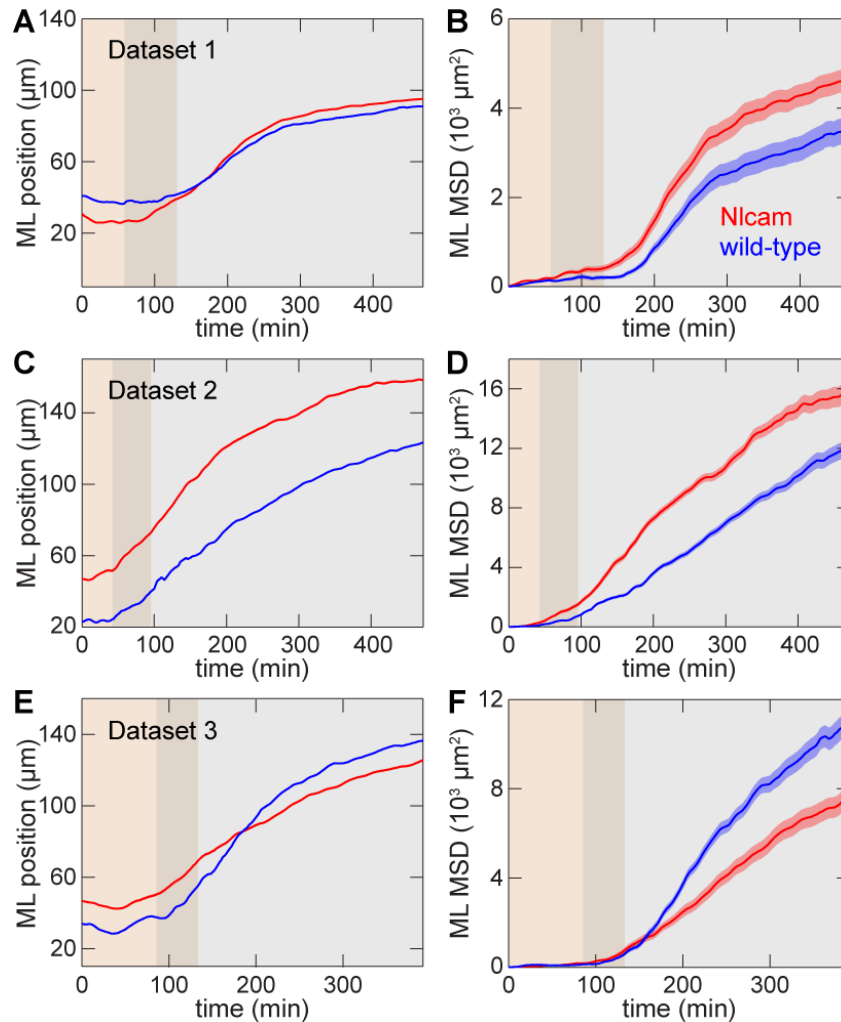 A
Dataset 1
ML position (μm)
140
100
60
20
0 100 200 300 400
time (min)
B
ML MSD (10³ μm²)
6
4
2
0
Nlcam
wild-type
0 100 200 300 400
time (min)
C
Dataset 2
ML position (μm)
140
100
60
20
0 100 200 300 400
time (min)
D
ML MSD (10³ μm²)
16
12
8
4
0
0 100 200 300 400
time (min)
E
Dataset 3
ML position (μm)
140
100
60
20
0 100 200 300
time (min)
F
ML MSD (10³ μm²)
12
8
4
0
0 100 200 300
time (min)